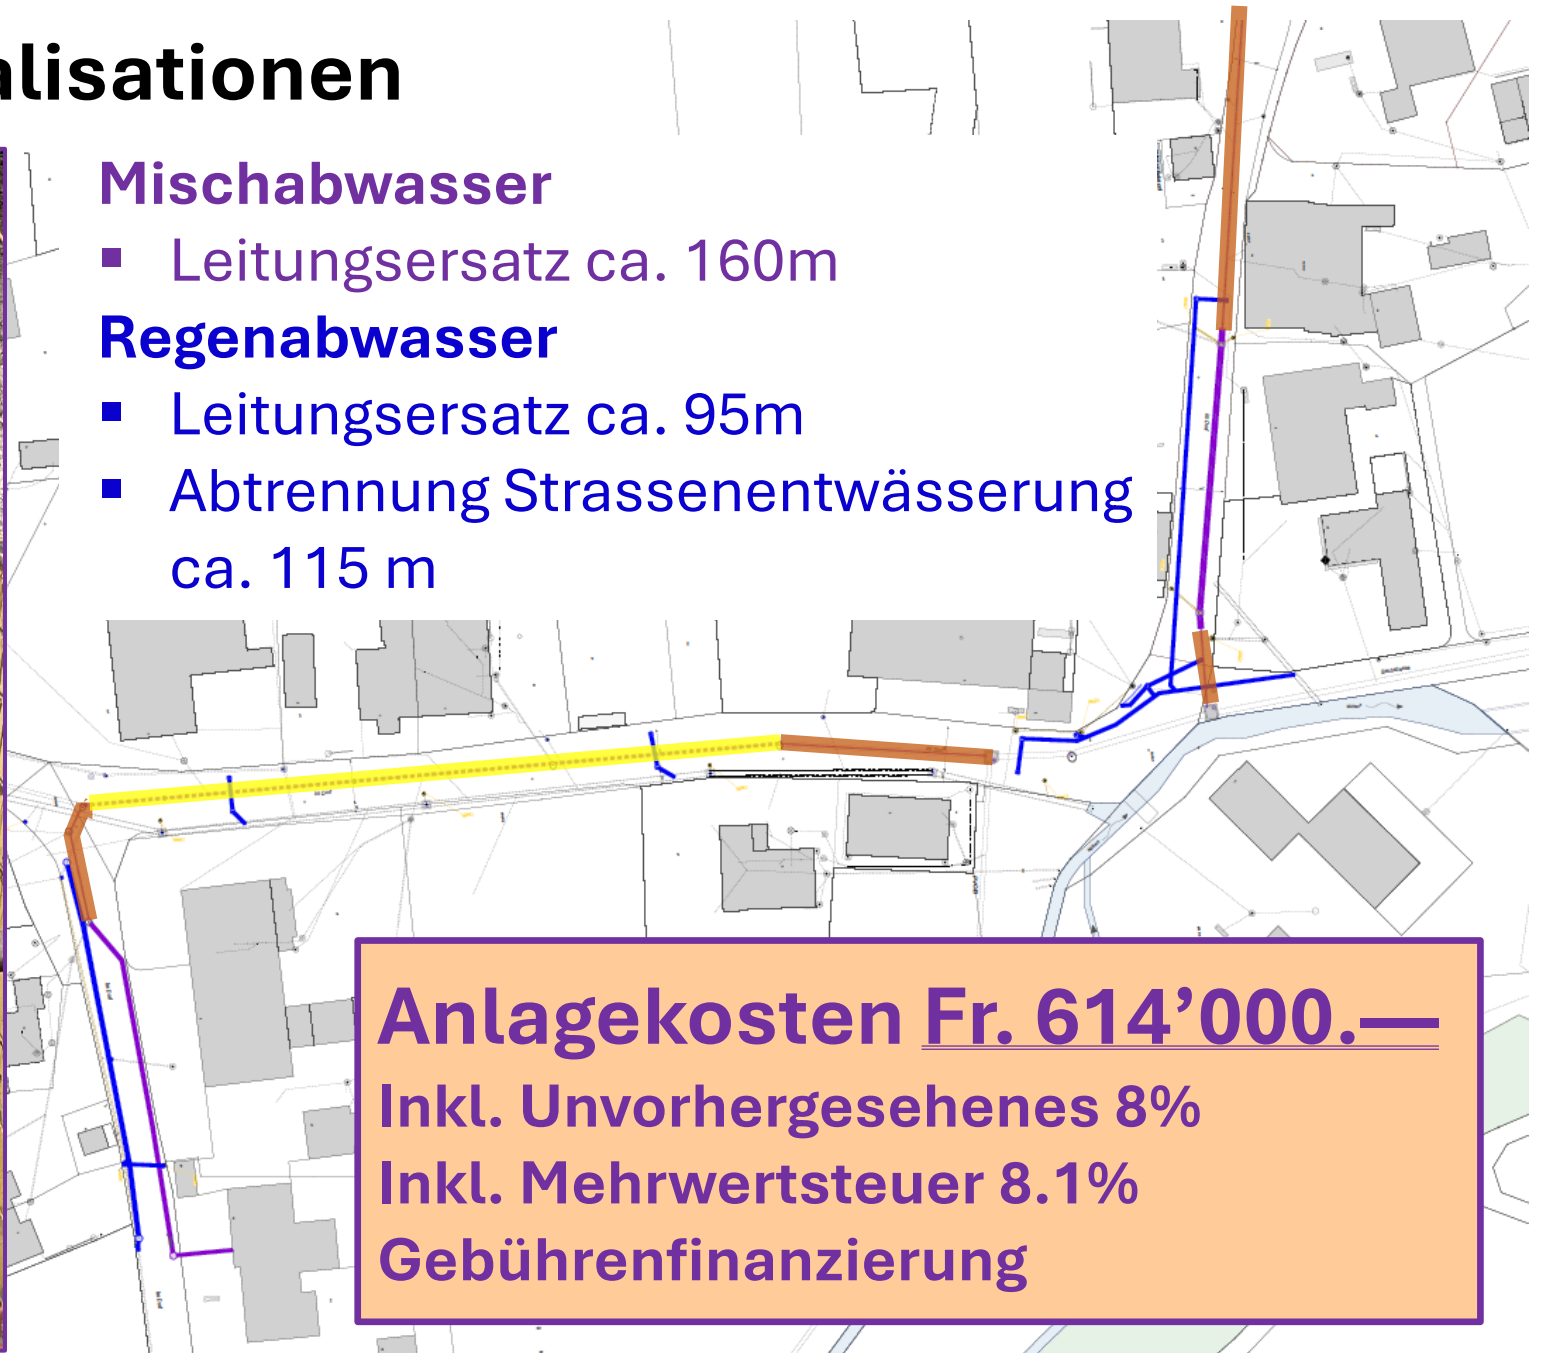 alisationen
Mischabwasser
▪ Leitungsersatz ca. 160m
Regenabwasser
▪ Leitungsersatz ca. 95m
▪ Abtrennung Strassenentwässerung
ca. 115 m
Anlagekosten Fr. 614’000.—
Inkl. Unvorhergesehenes 8%
Inkl. Mehrwertsteuer 8.1%
Gebührenfinanzierung